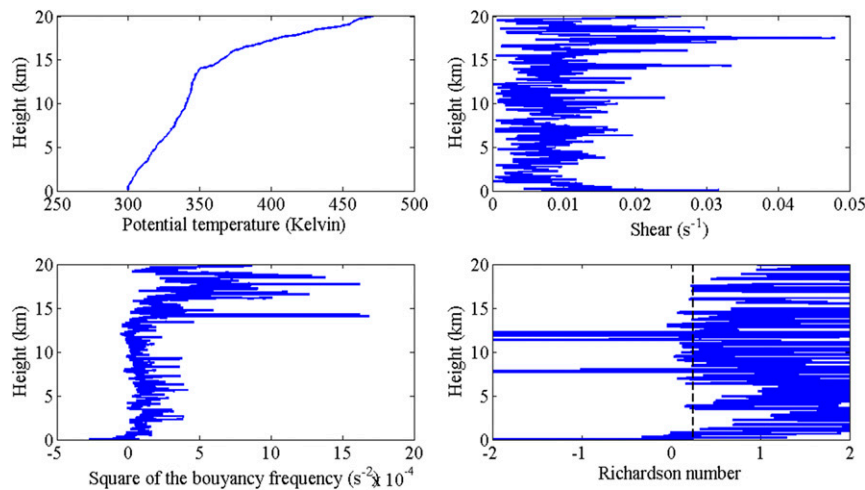 20
15
10
5
0
Height (km)
250 300 350 400 450 500
Potential temperature (Kelvin)
20
15
10
5
0
Height (km)
0 0.01 0.02 0.03 0.04 0.05
Shear (s⁻¹)
20
15
10
5
0
Height (km)
-5 0 5 10 15 20
Square of the bouyancy frequency (s⁻²) x 10⁻⁴
20
15
10
5
0
Height (km)
-2 -1 0 1 2
Richardson number